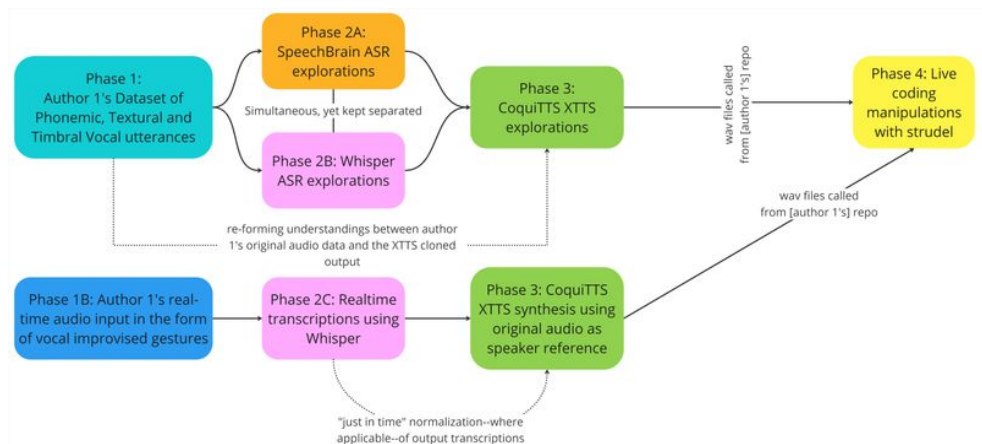 Phase 1:
Author 1's Dataset of
Phonemic, Textural and
Timbral Vocal utterances
Phase 2A:
SpeechBrain ASR
explorations
Simultaneous, yet kept separated
Phase 2B: Whisper
ASR explorations
Phase 3:
CoquiTTS XTTS
explorations
wav files called
from [author 1's] repo
Phase 4: Live
coding
manipulations
with strudel
re-forming understandings between author
1's original audio data and the XTTS cloned
output
wav files called
from [author 1's] repo
Phase 1B: Author 1's real-
time audio input in the form
of vocal improvised gestures
Phase 2C: Realtime
transcriptions using
Whisper
Phase 3: CoquiTTS
XTTS synthesis using
original audio as
speaker reference
"just in time" normalization--where
applicable--of output transcriptions